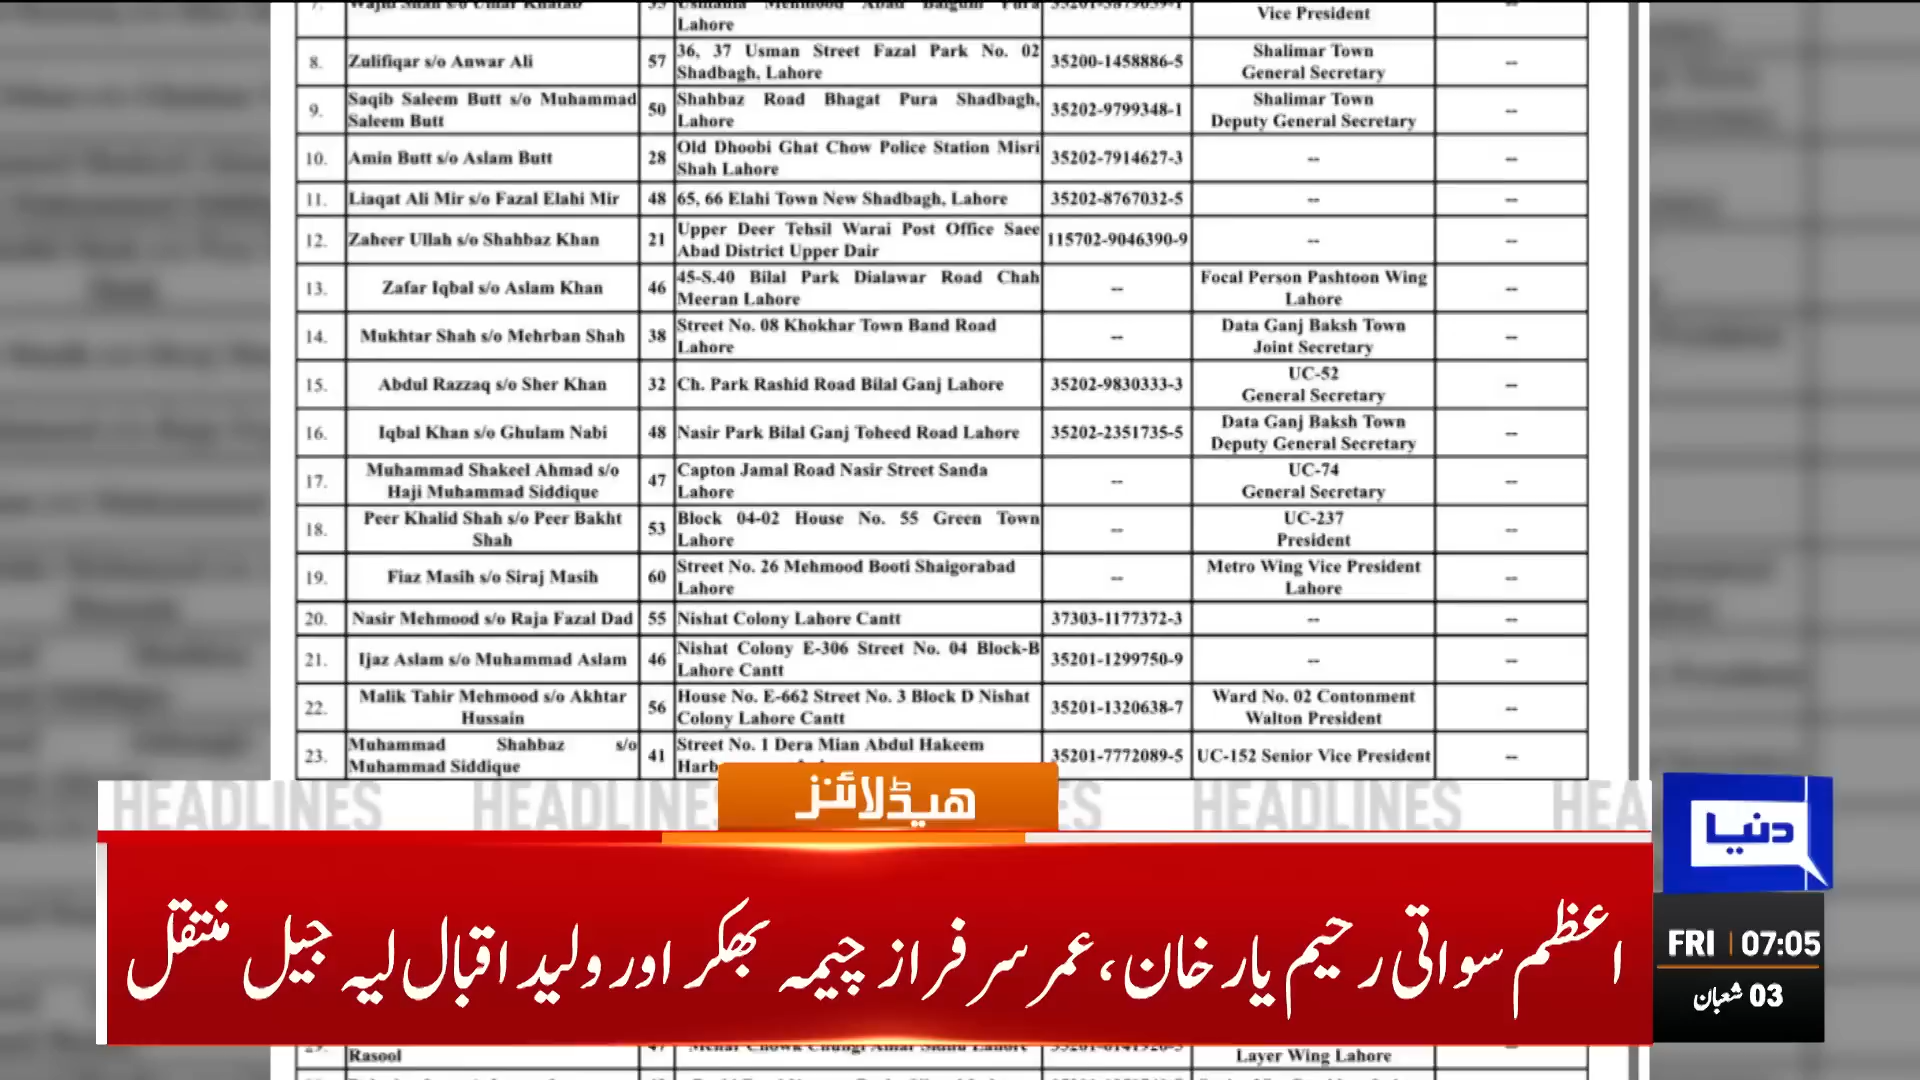 Lahore
Vice President
8. Zulifiqar s/o Anwar Ali 57 36, 37 Usman Street Fazal Park No. 02 Shadbagh, Lahore 35200-1458886-5 Shalimar Town General Secretary --
9. Saqib Saleem Butt s/o Muhammad Saleem Butt 50 Shahbaz Road Bhagat Pura Shadbagh, Lahore 35202-9799348-1 Shalimar Town Deputy General Secretary --
10. Amin Butt s/o Aslam Butt 28 Old Dhoobi Ghat Chow Police Station Misri Shah Lahore 35202-7914627-3 -- --
11. Liaqat Ali Mir s/o Fazal Elahi Mir 48 65, 66 Elahi Town New Shadbagh, Lahore 35202-8767032-5 -- --
12. Zaheer Ullah s/o Shahbaz Khan 21 Upper Deer Tehsil Warai Post Office Saee Abad District Upper Dair 115702-9046390-9 -- --
13. Zafar Iqbal s/o Aslam Khan 46 45-S.40 Bilal Park Dialawar Road Chah Meeran Lahore -- Focal Person Pashtoon Wing Lahore --
14. Mukhtar Shah s/o Mehrban Shah 38 Street No. 08 Khokhar Town Band Road Lahore -- Data Ganj Baksh Town Joint Secretary --
15. Abdul Razzaq s/o Sher Khan 32 Ch. Park Rashid Road Bilal Ganj Lahore 35202-9830333-3 UC-52 General Secretary --
16. Iqbal Khan s/o Ghulam Nabi 48 Nasir Park Bilal Ganj Toheed Road Lahore 35202-2351735-5 Data Ganj Baksh Town Deputy General Secretary --
17. Muhammad Shakeel Ahmad s/o Haji Muhammad Siddique 47 Capton Jamal Road Nasir Street Sanda Lahore -- UC-74 General Secretary --
18. Peer Khalid Shah s/o Peer Bakht Shah 53 Block 04-02 House No. 55 Green Town Lahore -- UC-237 President --
19. Fiaz Masih s/o Siraj Masih 60 Street No. 26 Mehmood Booti Shaigorabad Lahore -- Metro Wing Vice President Lahore --
20. Nasir Mehmood s/o Raja Fazal Dad 55 Nishat Colony Lahore Cantt 37303-1177372-3 -- --
21. Ijaz Aslam s/o Muhammad Aslam 46 Nishat Colony E-306 Street No. 04 Block-B Lahore Cantt 35201-1299750-9 -- --
22. Malik Tahir Mehmood s/o Akhtar Hussain 56 House No. E-662 Street No. 3 Block D Nishat Colony Lahore Cantt 35201-1320638-7 Ward No. 02 Contonment Walton President --
23. Muhammad Shahbaz s/o Muhammad Siddique 41 Street No. 1 Dera Mian Abdul Hakeem 35201-7772089-5 UC-152 Senior Vice President --
HEADLINES HEADLINES HEADLINES
ہیڈلائنز
دنیا
اعظم سواتی رحیم یار خان، عمر سرفراز چیمہ بھکر اور ولید اقبال لیہ جیل منتقل
FRI 07:05
03 شعبان
Rasool
Layer Wing Lahore